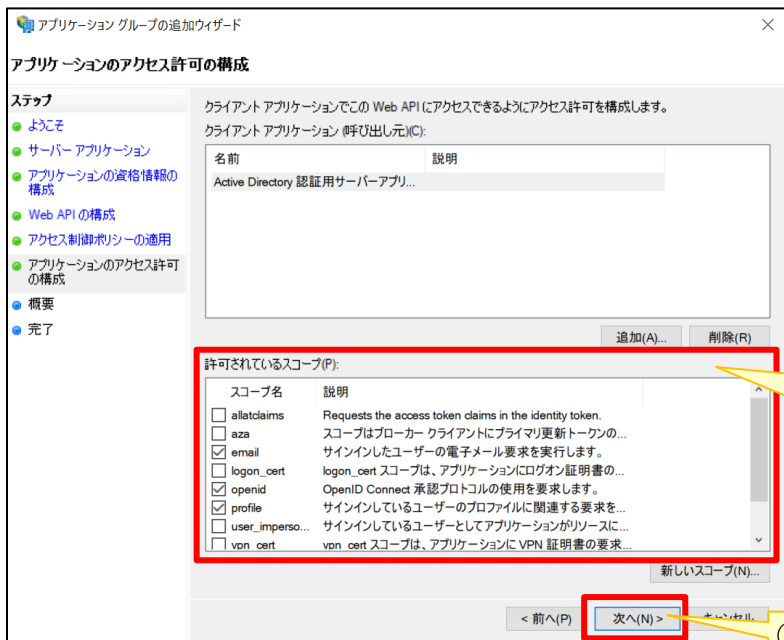 アプリケーション グループの追加ウィザード
アプリケーションのアクセス許可の構成
ステップ
ようこそ
サーバー アプリケーション
アプリケーションの資格情報の
構成
Web API の構成
アクセス制御ポリシーの適用
アプリケーションのアクセス許可
の構成
概要
完了
クライアント アプリケーションでこの Web API にアクセスできるようにアクセス許可を構成します。
クライアント アプリケーション (呼び出し元)(C):
名前 説明
Active Directory 認証用サーバーアプリ...
追加(A)... 削除(R)
許可されているスコープ(P):
スコープ名 説明
allatclaims Requests the access token claims in the identity token.
aza スコープはブローカー クライアントにプライマリ更新トークンの...
email サインインしたユーザーの電子メール要求を実行します。
logon_cert logon_cert スコープは、アプリケーションにログオン証明書の...
openid OpenID Connect 承認プロトコルの使用を要求します。
profile サインインしているユーザーのプロファイルに関連する要求を...
user_imperso... サインインしているユーザーとしてアプリケーションがリソースに...
vpn_cert vpn_cert スコープは、アプリケーションに VPN 証明書の要求...
新しいスコープ(N)...
< 前へ(P) 次へ(N) > キャンセル